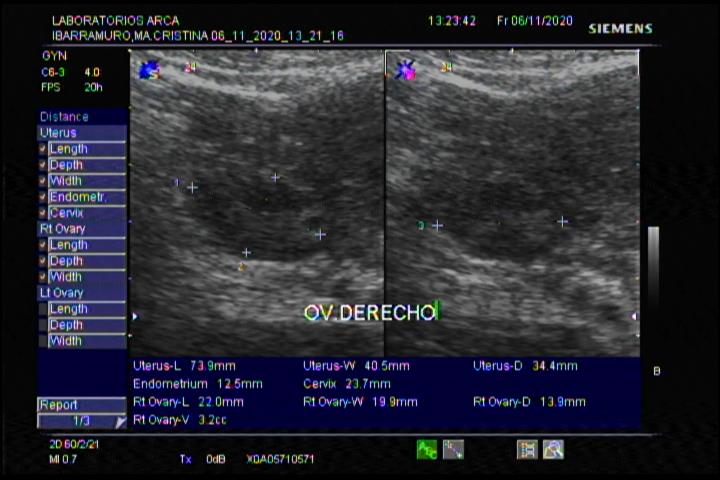 LABORATORIOS ARCA 13:23:42 Fr 06/11/2020 SIEMENS
IBARRAMURO,MA.CRISTINA 06_11_2020_13_21_16
GYN
C6-3 4.0
FPS 20h
Distance
Uterus
Length
Depth
Width
Endometr.
Cervix
Rt Ovary
Length
Depth
Width
Lt Ovary
Length
Depth
Width
1
2
3
OV.DERECHO
B
Uterus-L 73.9mm Uterus-W 40.5mm Uterus-D 34.4mm
Endometrium 12.5mm Cervix 23.7mm
Rt Ovary-L 22.0mm Rt Ovary-W 19.9mm Rt Ovary-D 13.9mm
Rt Ovary-V 3.2cc
Report
1/3
2D 60/2/21
MI 0.7 Tx 0dB